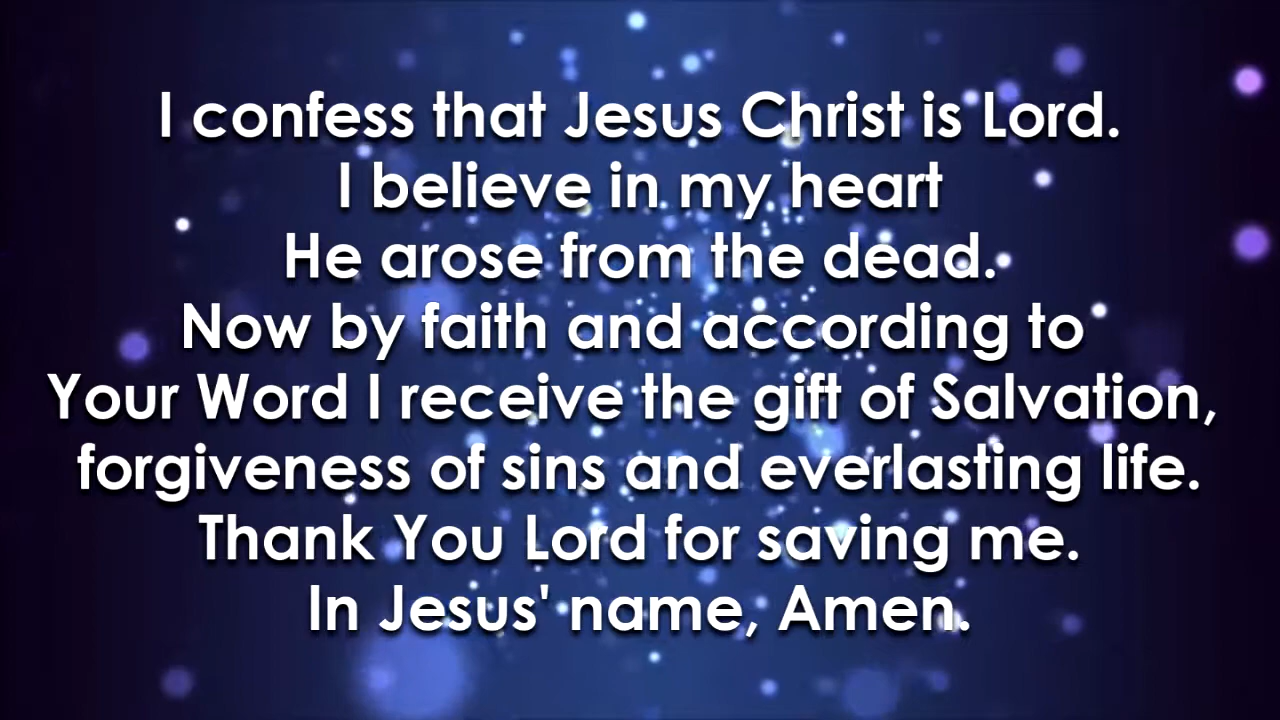 I confess that Jesus Christ is Lord.
I believe in my heart
He arose from the dead.
Now by faith and according to
Your Word I receive the gift of Salvation,
forgiveness of sins and everlasting life.
Thank You Lord for saving me.
In Jesus' name, Amen.